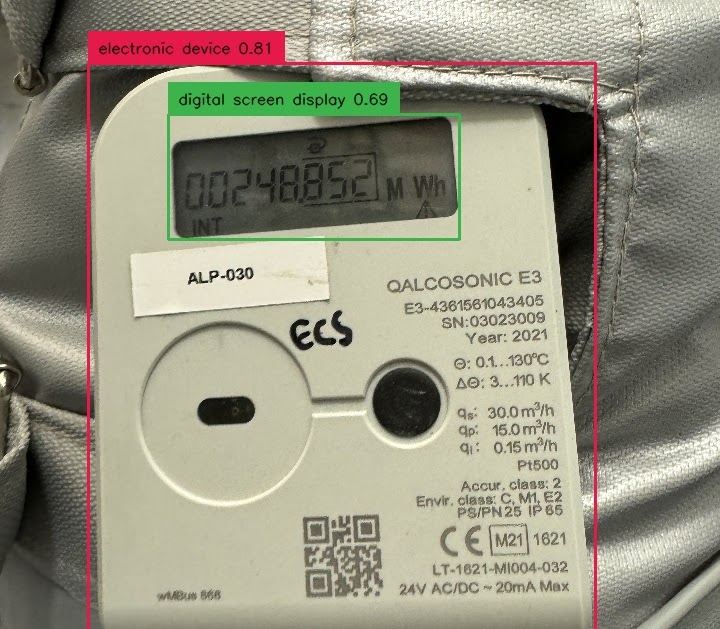 electronic device 0.81
digital screen display 0.69
00248852 M Wh
INT
ALP-030
ECS
QALCOSONIC E3
E3-4361561043405
SN:03023009
Year: 2021
Θ: 0.1...130°C
ΔΘ: 3...110 K
qs: 30.0 m³/h
qp: 15.0 m³/h
qi: 0.15 m³/h
Pt500
Accur. class: 2
Envir. class: C, M1, E2
PS/PN25 IP 65
CE M21 1621
LT-1621-MI004-032
24V AC/DC ~ 20mA Max
wMBus 868